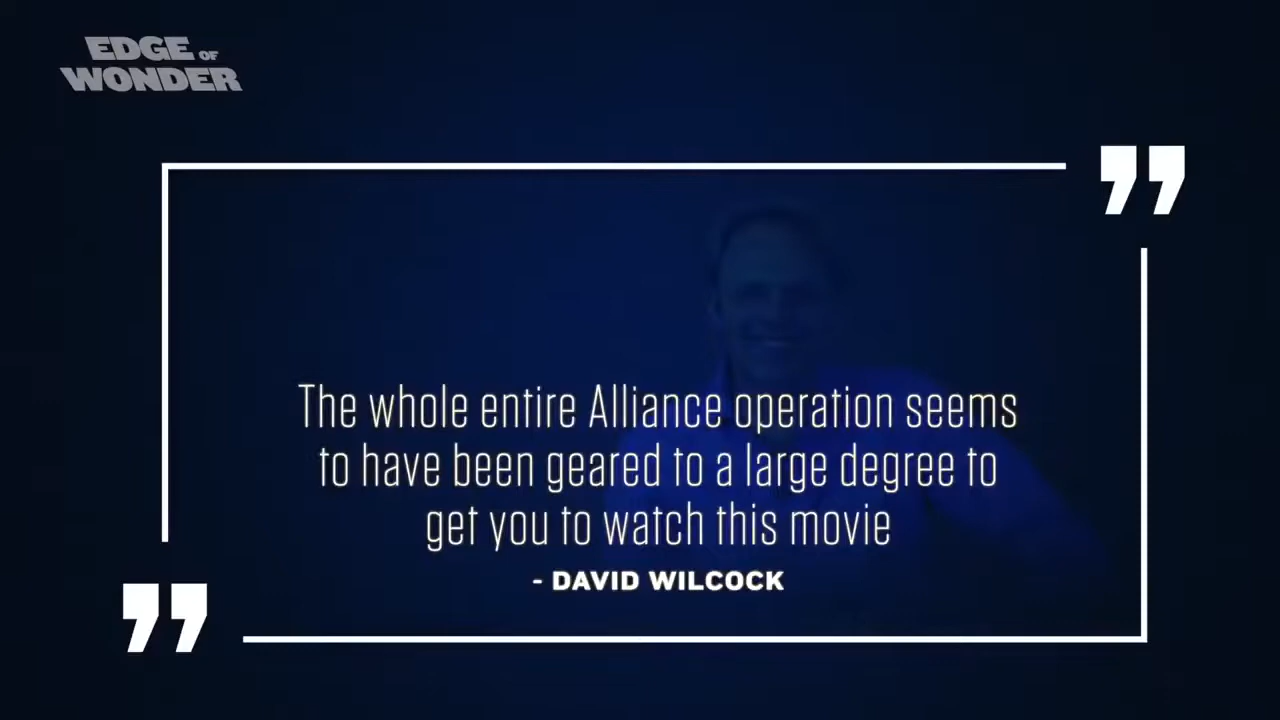 EDGE OF
WONDER
”
The whole entire Alliance operation seems
to have been geared to a large degree to
get you to watch this movie
- DAVID WILCOCK
”